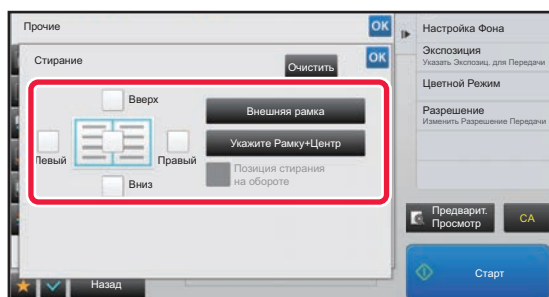 Прочие
OK
Стирание
Очистить
OK
Вверх
Левый
Правый
Вниз
Внешняя рамка
Укажите Рамку+Центр
Позиция стирания
на обороте
Назад
Настройка Фона
Экспозиция
Указать Экспозиц. для Передачи
Цветной Режим
Разрешение
Изменить Разрешение Передачи
Предварит.
Просмотр
CA
Старт